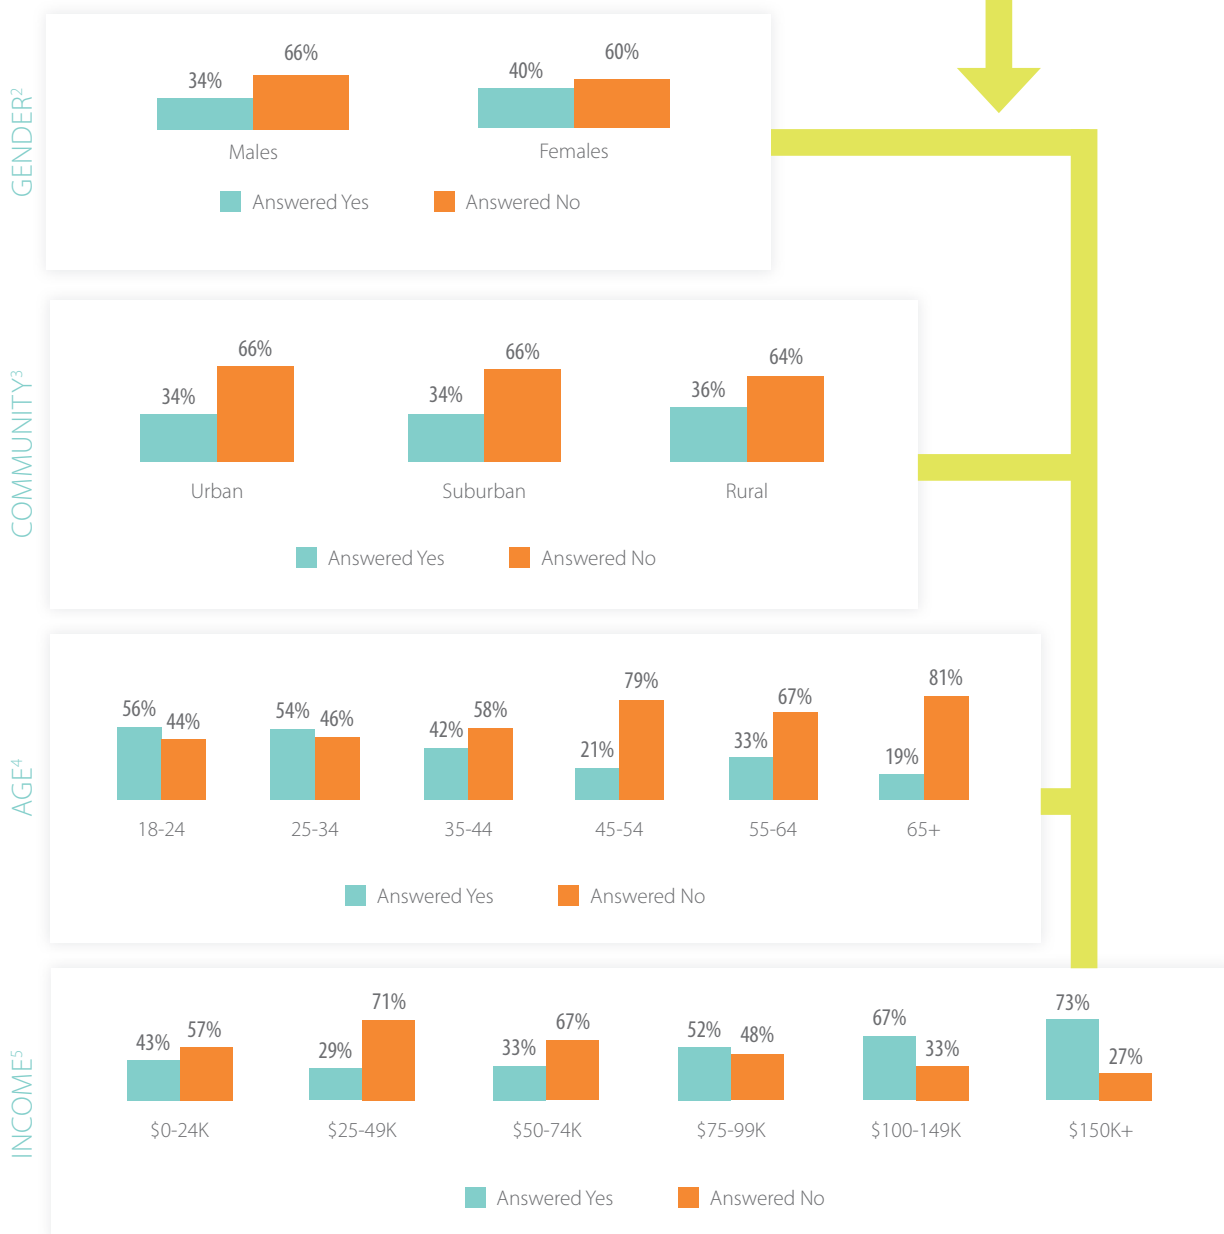 GENDER2
66%
60%
34%
40%
Males
Females
Answered Yes
Answered No
COMMUNITY3
66%
66%
64%
34%
34%
36%
Urban
Suburban
Rural
Answered Yes
Answered No
AGE4
56%
44%
54%
46%
42%
58%
21%
79%
33%
67%
19%
81%
18-24
25-34
35-44
45-54
55-64
65+
Answered Yes
Answered No
INCOME5
43%
57%
29%
71%
33%
67%
52%
48%
67%
33%
73%
27%
$0-24K
$25-49K
$50-74K
$75-99K
$100-149K
$150K+
Answered Yes
Answered No